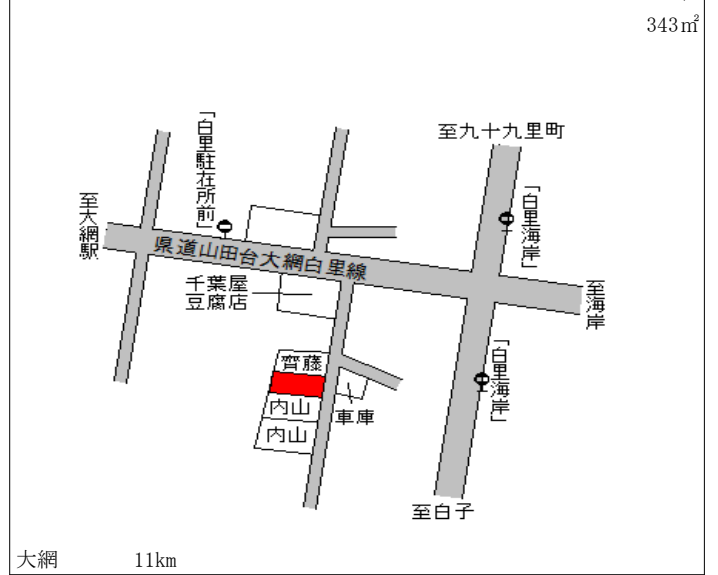 343㎡
至九十九里町
「白里駐在所前」
「白里海岸」
至大網駅
県道山田台大網白里線
至海岸
千葉屋
豆腐店
「白里海岸」
齊藤
内山
車庫
内山
至白子
大網 11km